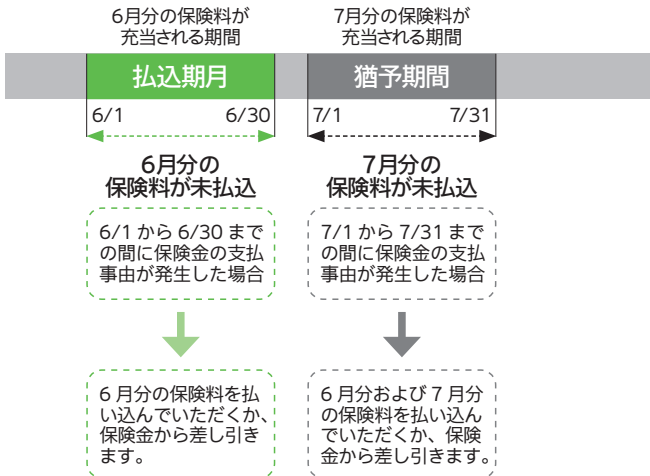 6月分の保険料が
充当される期間
7月分の保険料が
充当される期間
払込期月
猶予期間
6/1
6/30
7/1
7/31
6月分の
保険料が未払込
7月分の
保険料が未払込
6/1 から 6/30 まで
の間に保険金の支払
事由が発生した場合
7/1 から 7/31 まで
の間に保険金の支払
事由が発生した場合
6 月分の保険料を払
い込んでいただくか、
保険金から差し引き
ます。
6 月分および 7 月分
の保険料を払い込ん
でいただくか、保険
金から差し引きます。